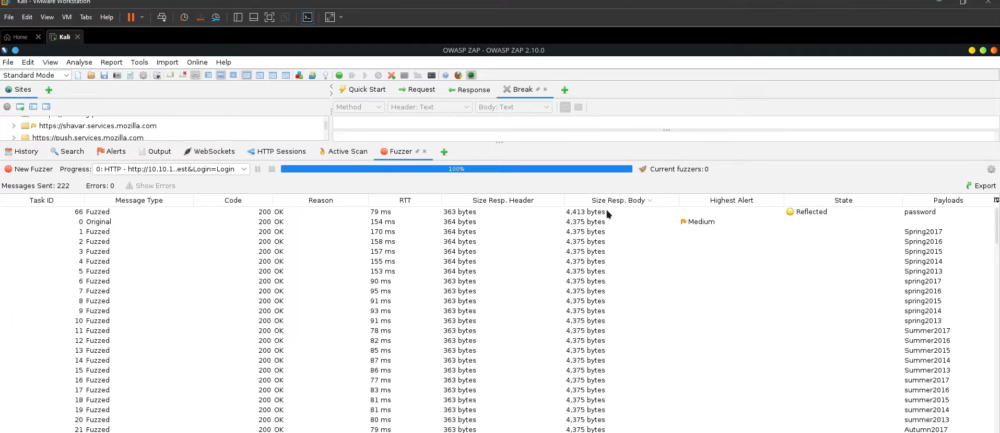 Kali - VMware Workstation
File Edit View VM Tabs Help
Home Kali
OWASP ZAP - OWASP ZAP 2.10.0
File Edit View Analyse Report Tools Import Online Help
Standard Mode
Sites Quick Start Request Response Break
Method Header: Text Body: Text
https://shavar.services.mozilla.com
https://push.services.mozilla.com
History Search Alerts Output WebSockets HTTP Sessions Active Scan Fuzzer
New Fuzzer Progress: 0: HTTP - http://10.10.1..est&Login=Login 100% Current fuzzers:0
Messages Sent: 222 Errors: 0 Show Errors Export
Task ID Message Type Code Reason RTT Size Resp. Header Size Resp. Body Highest Alert State Payloads
66 Fuzzed 200 OK 79 ms 363 bytes 4,413 bytes Reflected password
0 Original 200 OK 154 ms 364 bytes 4,375 bytes Medium
1 Fuzzed 200 OK 170 ms 364 bytes 4,375 bytes Spring2017
2 Fuzzed 200 OK 158 ms 364 bytes 4,375 bytes Spring2016
3 Fuzzed 200 OK 157 ms 364 bytes 4,375 bytes Spring2015
4 Fuzzed 200 OK 155 ms 364 bytes 4,375 bytes Spring2014
5 Fuzzed 200 OK 153 ms 364 bytes 4,375 bytes Spring2013
6 Fuzzed 200 OK 90 ms 363 bytes 4,375 bytes spring2017
7 Fuzzed 200 OK 95 ms 363 bytes 4,375 bytes spring2016
8 Fuzzed 200 OK 91 ms 363 bytes 4,375 bytes spring2015
9 Fuzzed 200 OK 93 ms 363 bytes 4,375 bytes spring2014
10 Fuzzed 200 OK 91 ms 363 bytes 4,375 bytes spring2013
11 Fuzzed 200 OK 78 ms 363 bytes 4,375 bytes Summer2017
12 Fuzzed 200 OK 82 ms 363 bytes 4,375 bytes Summer2016
13 Fuzzed 200 OK 85 ms 363 bytes 4,375 bytes Summer2015
14 Fuzzed 200 OK 87 ms 363 bytes 4,375 bytes Summer2014
15 Fuzzed 200 OK 86 ms 363 bytes 4,375 bytes Summer2013
16 Fuzzed 200 OK 77 ms 363 bytes 4,375 bytes summer2017
17 Fuzzed 200 OK 83 ms 363 bytes 4,375 bytes summer2016
18 Fuzzed 200 OK 81 ms 363 bytes 4,375 bytes summer2015
19 Fuzzed 200 OK 81 ms 363 bytes 4,375 bytes summer2014
20 Fuzzed 200 OK 80 ms 363 bytes 4,375 bytes summer2013
21 Fuzzed 200 OK 79 ms 363 bytes 4,375 bytes Autumn2017